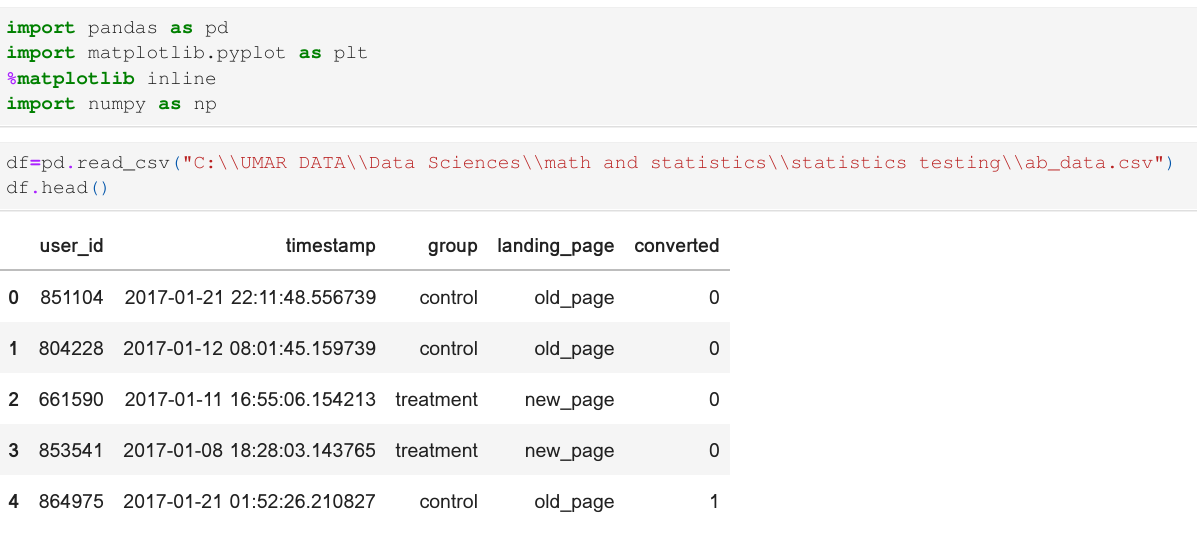 import pandas as pd
import matplotlib.pyplot as plt
%matplotlib inline
import numpy as np
df=pd.read_csv("C:\\UMAR DATA\\Data Sciences\\math and statistics\\statistics testing\\ab_data.csv")
df.head()
user_id timestamp group landing_page converted
0 851104 2017-01-21 22:11:48.556739 control old_page 0
1 804228 2017-01-12 08:01:45.159739 control old_page 0
2 661590 2017-01-11 16:55:06.154213 treatment new_page 0
3 853541 2017-01-08 18:28:03.143765 treatment new_page 0
4 864975 2017-01-21 01:52:26.210827 control old_page 1